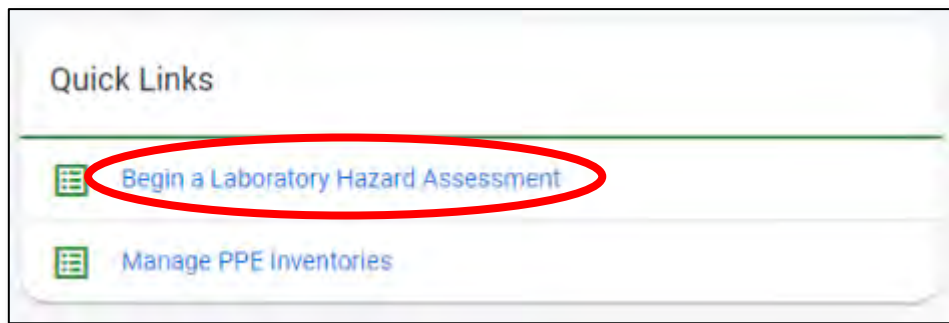 Quick Links
Begin a Laboratory Hazard Assessment
Manage PPE Inventories